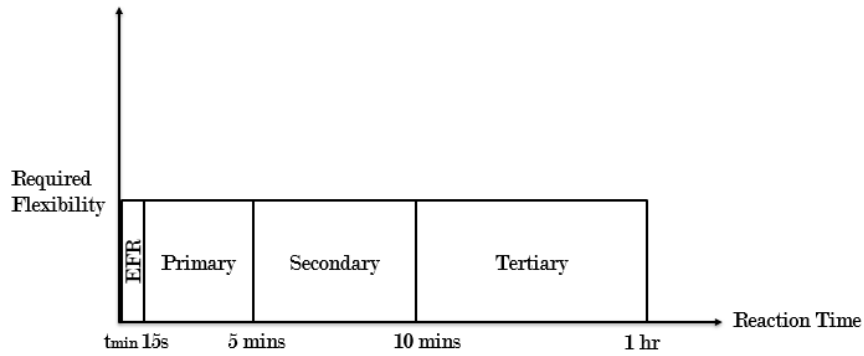 Required
Flexibility
EFR
Primary
Secondary
Tertiary
tmin 15s
5 mins
10 mins
1 hr
Reaction Time